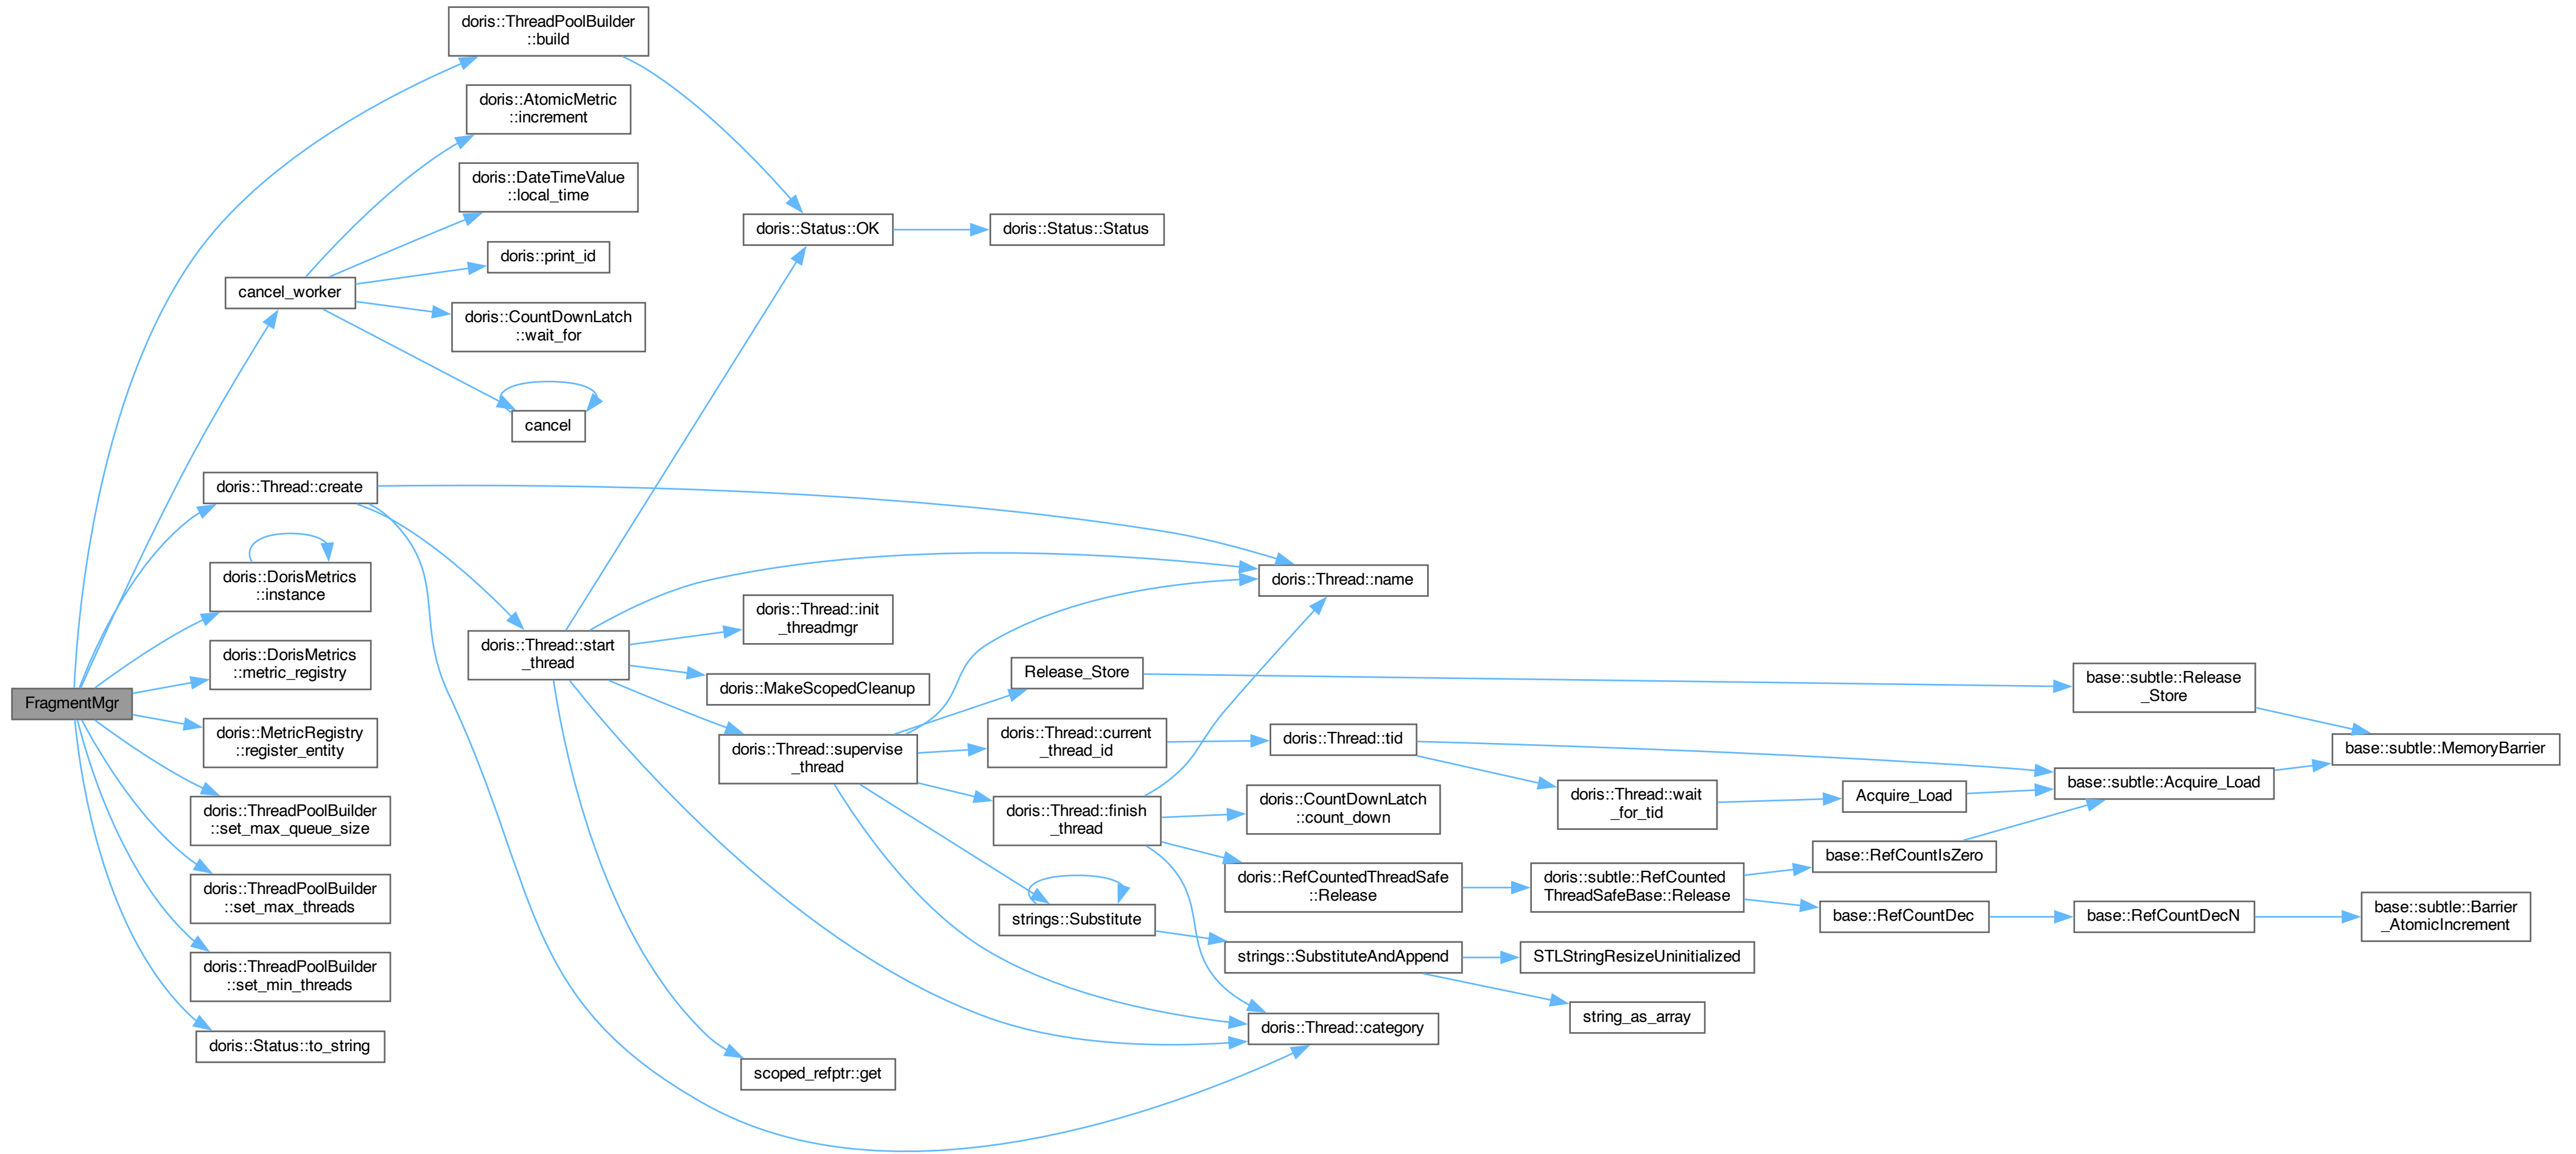 doris::ThreadPoolBuilder
::build
doris::AtomicMetric
::increment
doris::DateTimeValue
::local_time
doris::Status::OK
doris::Status::Status
doris::print_id
cancel_worker
doris::CountDownLatch
::wait_for
cancel
doris::Thread::create
doris::DorisMetrics
::instance
doris::Thread::name
doris::Thread::init
_threadmgr
doris::Thread::start
_thread
doris::DorisMetrics
::metric_registry
Release_Store
base::subtle::Release
_Store
doris::MakeScopedCleanup
FragmentMgr
doris::MetricRegistry
::register_entity
doris::Thread::supervise
_thread
doris::Thread::current
_thread_id
doris::Thread::tid
base::subtle::MemoryBarrier
base::subtle::Acquire_Load
doris::Thread::wait
_for_tid
Acquire_Load
doris::ThreadPoolBuilder
::set_max_queue_size
doris::Thread::finish
_thread
doris::CountDownLatch
::count_down
base::RefCountIsZero
doris::RefCountedThreadSafe
::Release
doris::subtle::RefCounted
ThreadSafeBase::Release
doris::ThreadPoolBuilder
::set_max_threads
strings::Substitute
base::RefCountDec
base::RefCountDecN
base::subtle::Barrier
_AtomicIncrement
strings::SubstituteAndAppend
STLStringResizeUninitialized
doris::ThreadPoolBuilder
::set_min_threads
string_as_array
doris::Thread::category
doris::Status::to_string
scoped_refptr::get